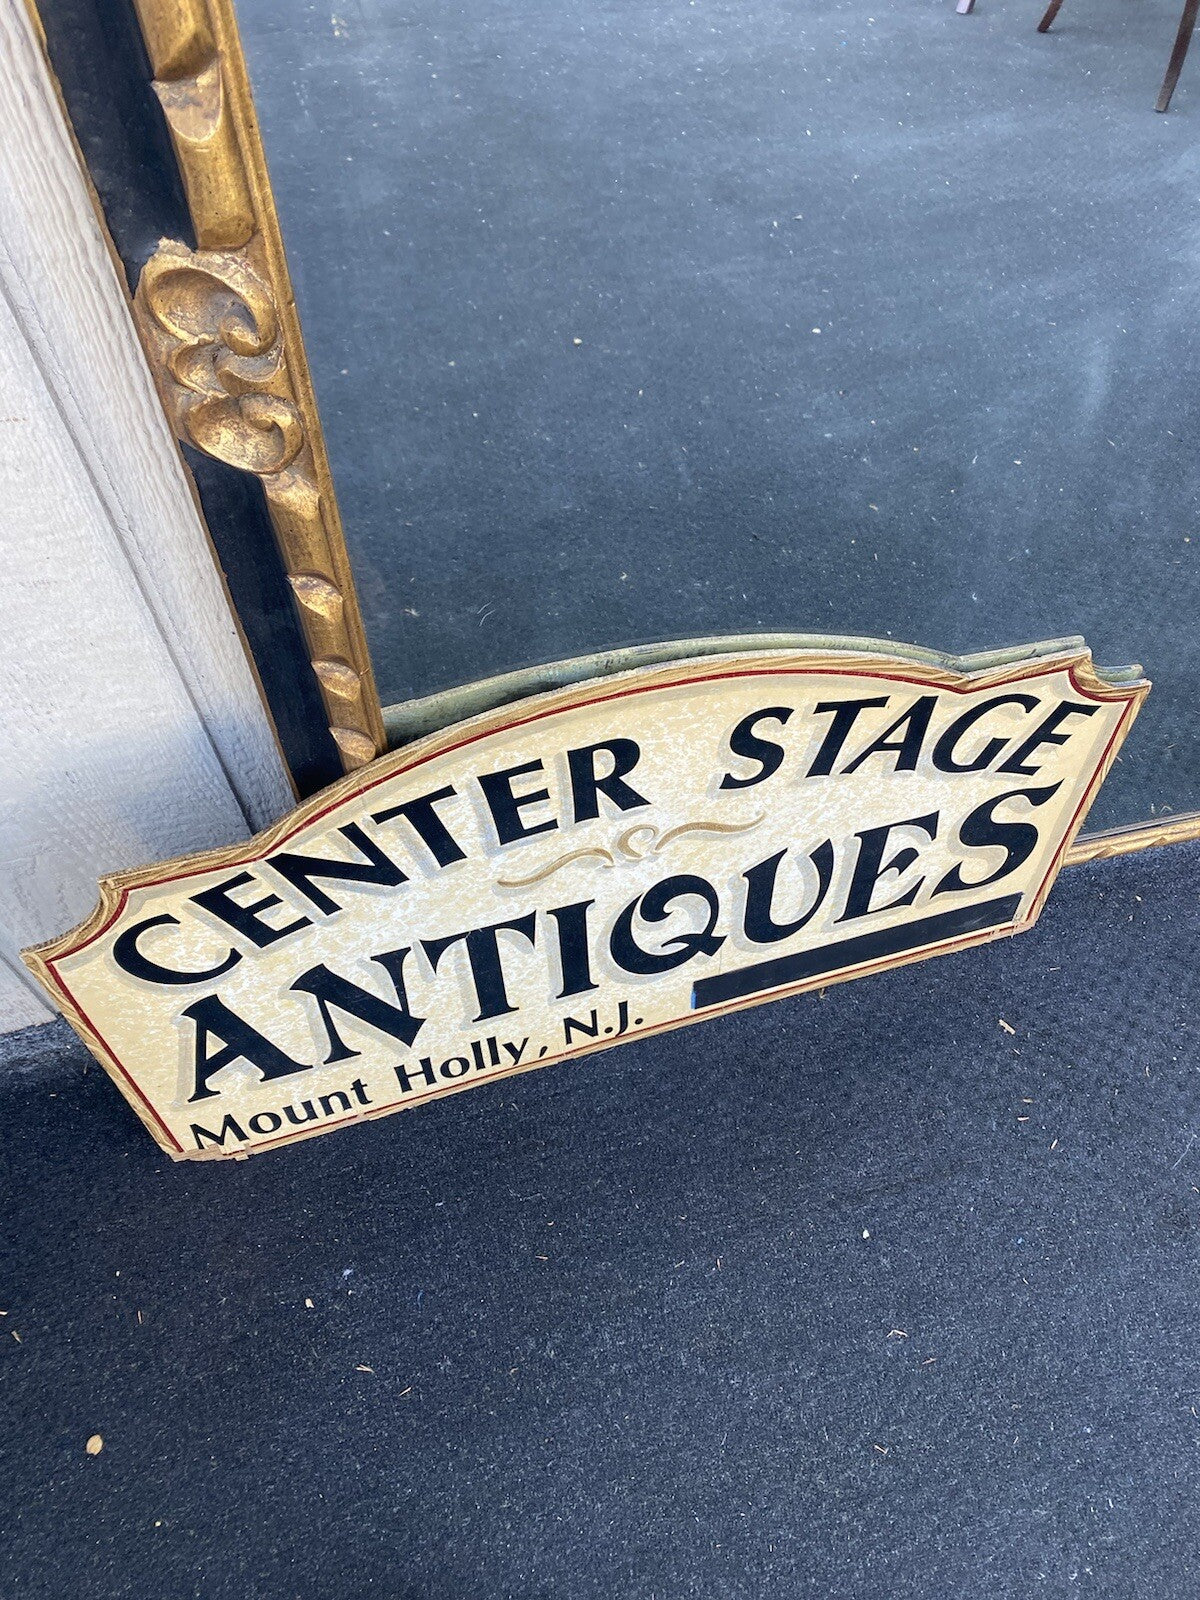 CENTER STAGE
ANTIQUES
Mount Holly, N.J.